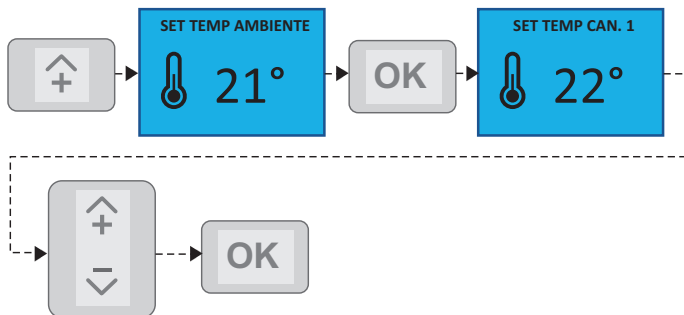 SET TEMP AMBIENTE
21°
+
OK
SET TEMP CAN. 1
22°
+
−
OK